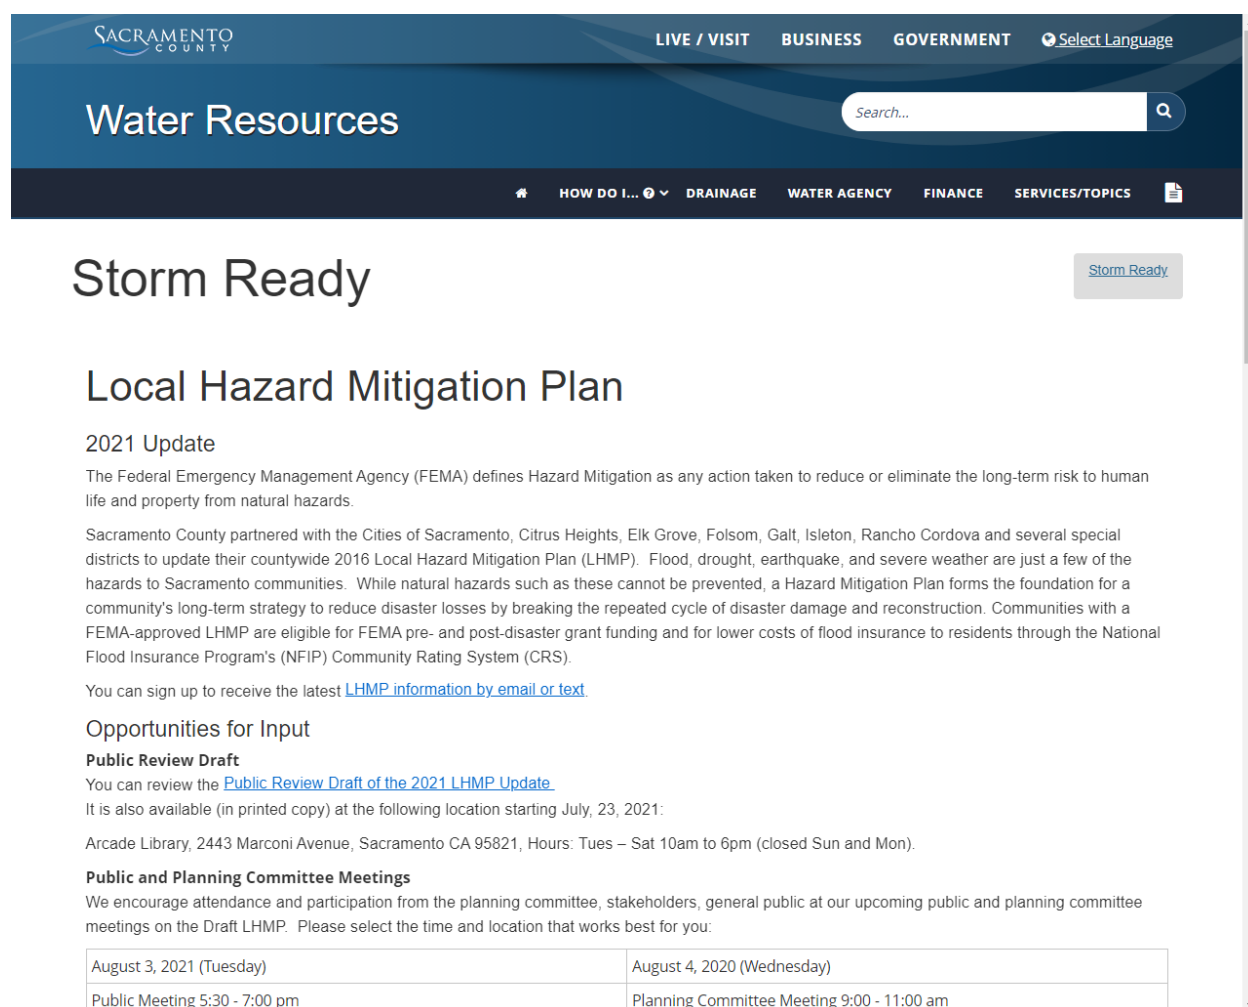 SACRAMENTO
COUNTY
LIVE / VISIT BUSINESS GOVERNMENT Select Language
Water Resources
Search...
HOW DO I... DRAINAGE WATER AGENCY FINANCE SERVICES/TOPICS
Storm Ready
Storm Ready
Local Hazard Mitigation Plan
2021 Update
The Federal Emergency Management Agency (FEMA) defines Hazard Mitigation as any action taken to reduce or eliminate the long-term risk to human
life and property from natural hazards.
Sacramento County partnered with the Cities of Sacramento, Citrus Heights, Elk Grove, Folsom, Galt, Isleton, Rancho Cordova and several special
districts to update their countywide 2016 Local Hazard Mitigation Plan (LHMP).  Flood, drought, earthquake, and severe weather are just a few of the
hazards to Sacramento communities.  While natural hazards such as these cannot be prevented, a Hazard Mitigation Plan forms the foundation for a
community's long-term strategy to reduce disaster losses by breaking the repeated cycle of disaster damage and reconstruction. Communities with a
FEMA-approved LHMP are eligible for FEMA pre- and post-disaster grant funding and for lower costs of flood insurance to residents through the National
Flood Insurance Program's (NFIP) Community Rating System (CRS).
You can sign up to receive the latest LHMP information by email or text.
Opportunities for Input
Public Review Draft
You can review the Public Review Draft of the 2021 LHMP Update
It is also available (in printed copy) at the following location starting July, 23, 2021:
Arcade Library, 2443 Marconi Avenue, Sacramento CA 95821, Hours: Tues – Sat 10am to 6pm (closed Sun and Mon).
Public and Planning Committee Meetings
We encourage attendance and participation from the planning committee, stakeholders, general public at our upcoming public and planning committee
meetings on the Draft LHMP.  Please select the time and location that works best for you:
August 3, 2021 (Tuesday) August 4, 2020 (Wednesday)
Public Meeting 5:30 - 7:00 pm Planning Committee Meeting 9:00 - 11:00 am